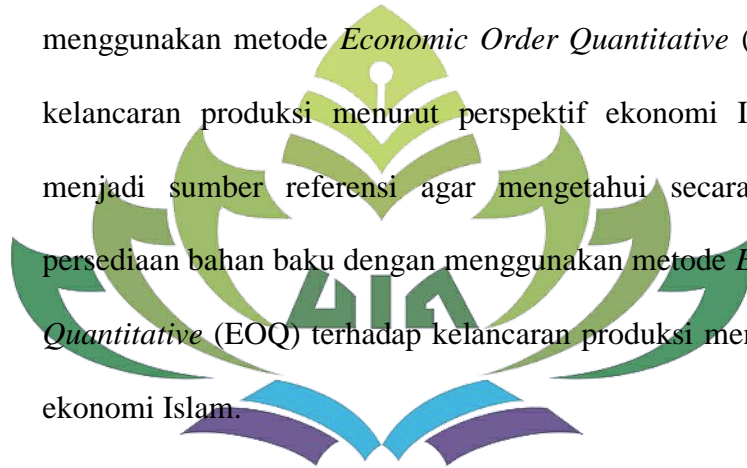 menggunakan metode Economic Order Quantitative (
kelancaran produksi menurut perspektif ekonomi I
menjadi sumber referensi agar mengetahui secara
persediaan bahan baku dengan menggunakan metode
UIN
Quantitative (EOQ) terhadap kelancaran produksi men
ekonomi Islam.